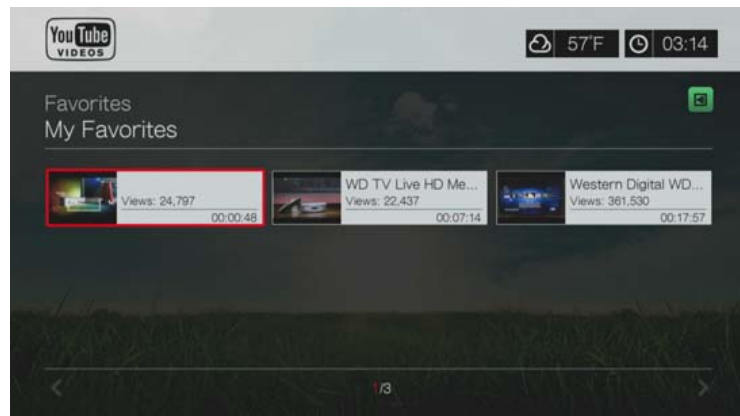 You Tube
VIDEOS
57°F
03:14
Favorites
My Favorites
Views: 24,797
00:00:48
WD TV Live HD Me...
Views: 22,437
00:07:14
Western Digital WD...
Views: 361,530
00:17:57
1/3